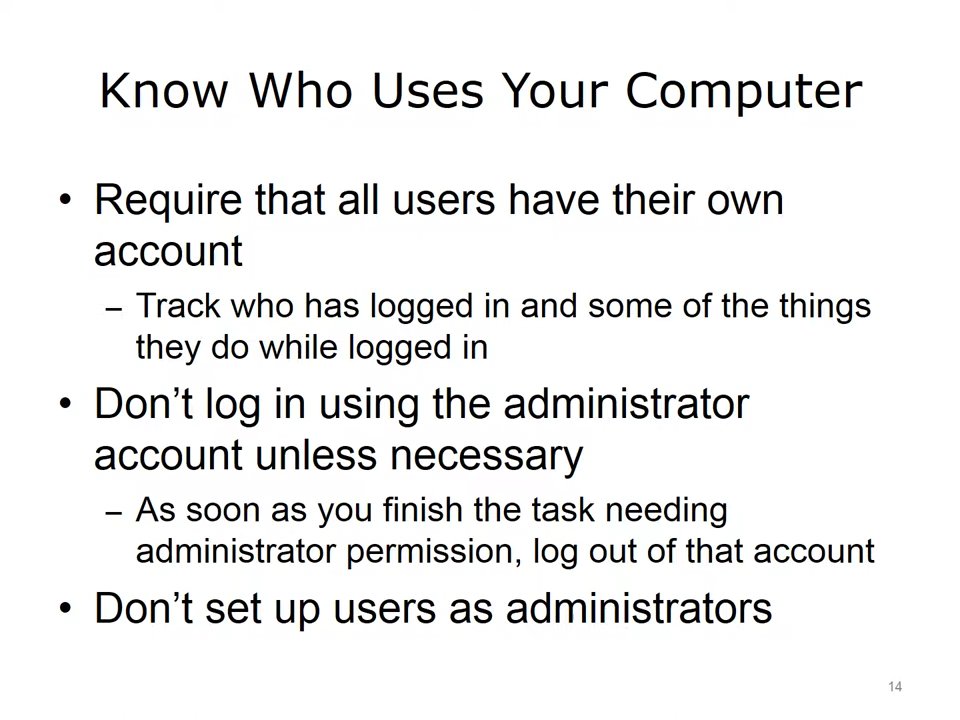 Know Who Uses Your Computer
• Require that all users have their own
account
– Track who has logged in and some of the things
they do while logged in
• Don’t log in using the administrator
account unless necessary
– As soon as you finish the task needing
administrator permission, log out of that account
• Don’t set up users as administrators
14